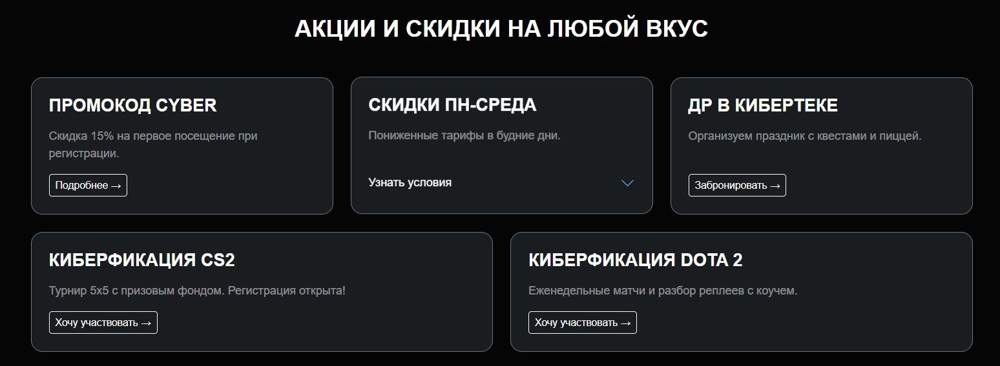 АКЦИИ И СКИДКИ НА ЛЮБОЙ ВКУС
ПРОМОКОД CYBER
Скидка 15% на первое посещение при
регистрации.
Подробнее →
СКИДКИ ПН-СРЕДА
Пониженные тарифы в будние дни.
Узнать условия
ДР В КИБЕРТЕКЕ
Организуем праздник с квестами и пиццей.
Забронировать →
КИБЕРФИКАЦИЯ CS2
Турнир 5x5 с призовым фондом. Регистрация открыта!
Хочу участвовать →
КИБЕРФИКАЦИЯ DOTA 2
Еженедельные матчи и разбор реплеев с коучем.
Хочу участвовать →